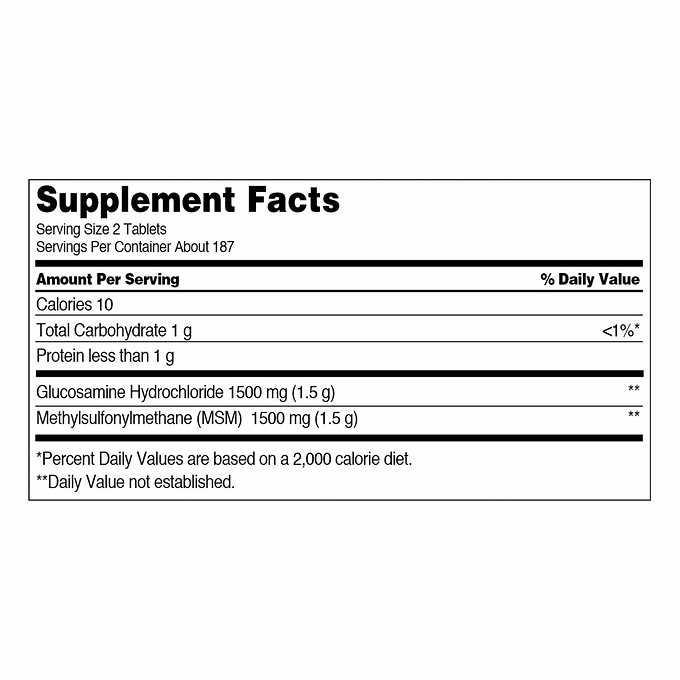 Supplement Facts
Serving Size 2 Tablets
Servings Per Container About 187
Amount Per Serving % Daily Value
Calories 10
Total Carbohydrate 1 g <1%*
Protein less than 1 g
Glucosamine Hydrochloride 1500 mg (1.5 g) **
Methylsulfonylmethane (MSM) 1500 mg (1.5 g) **
*Percent Daily Values are based on a 2,000 calorie diet.
**Daily Value not established.